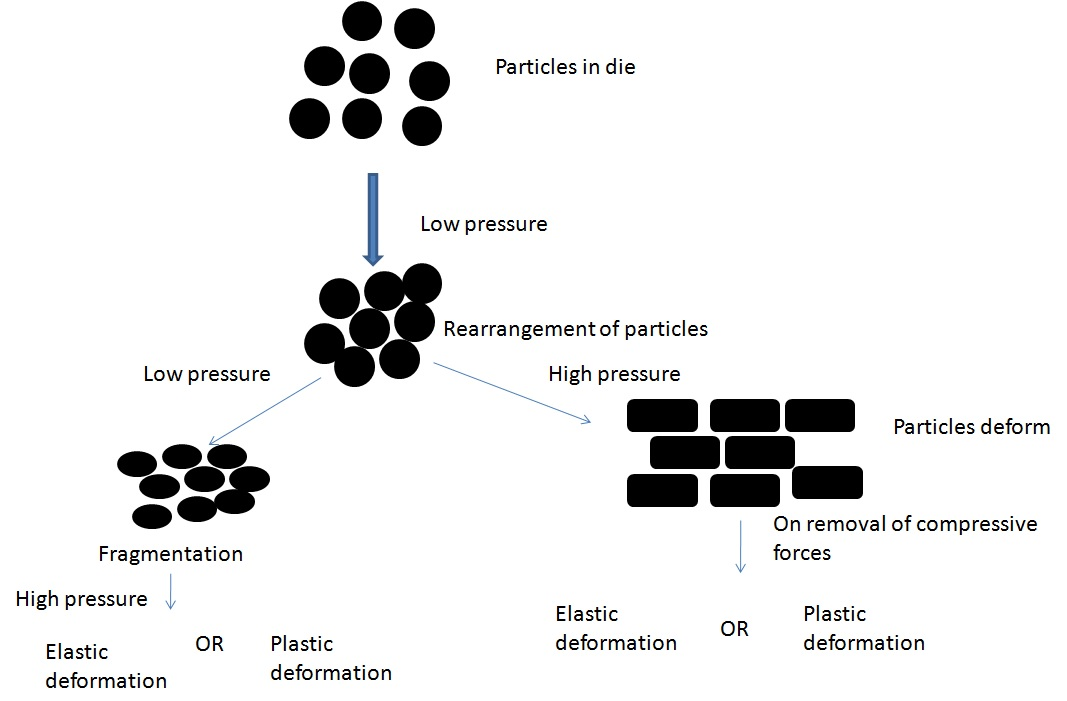 Particles in die
Low pressure
Rearrangement of particles
Low pressure
High pressure
Particles deform
On removal of compressive
forces
Fragmentation
High pressure
Elastic
deformation
OR
Plastic
deformation
Elastic
deformation
OR
Plastic
deformation